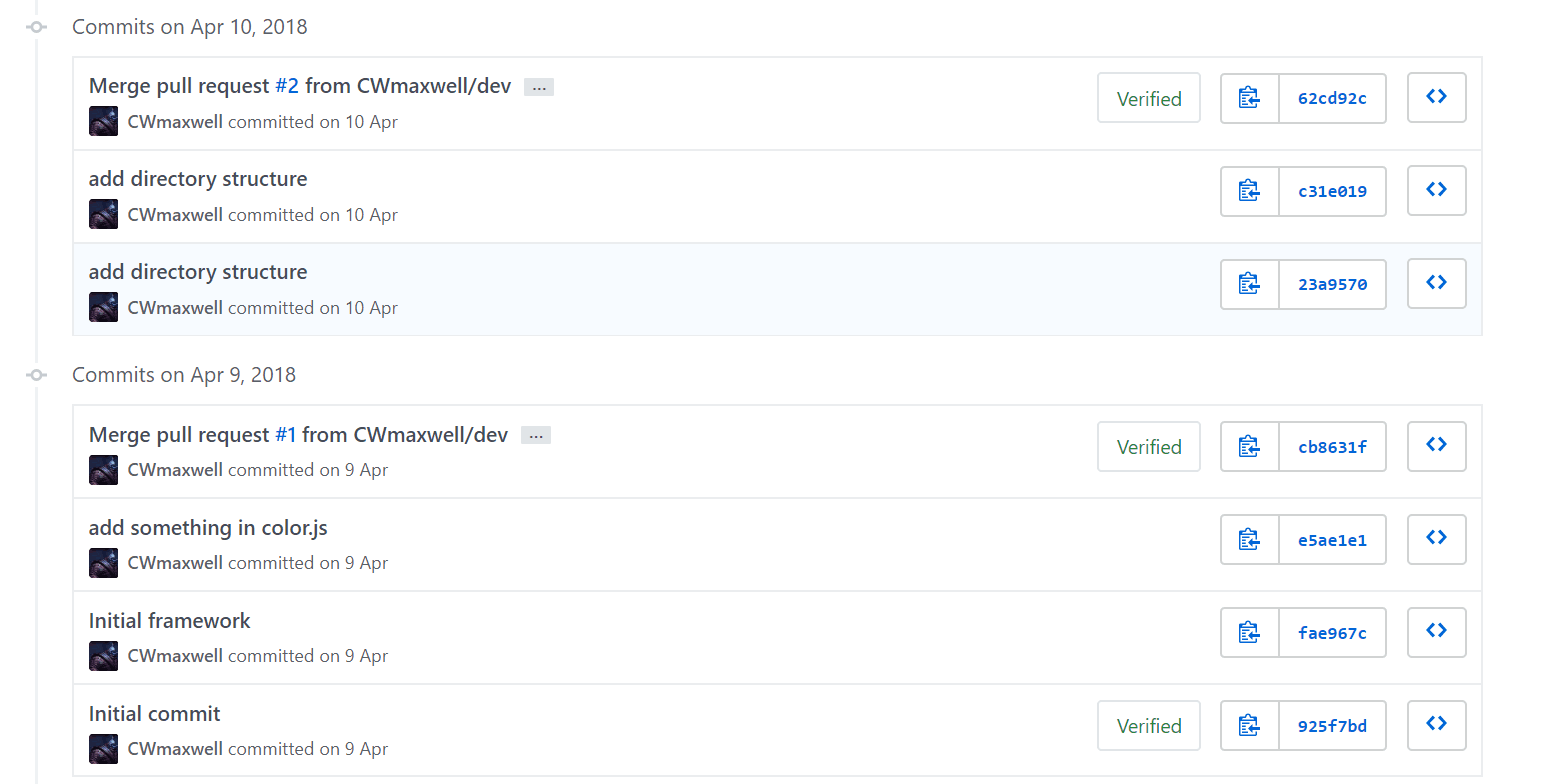 Commits on Apr 10, 2018
Merge pull request #2 from CWmaxwell/dev ...
Verified 62cd92c
CWmaxwell committed on 10 Apr
add directory structure
c31e019
CWmaxwell committed on 10 Apr
add directory structure
23a9570
CWmaxwell committed on 10 Apr
Commits on Apr 9, 2018
Merge pull request #1 from CWmaxwell/dev ...
Verified cb8631f
CWmaxwell committed on 9 Apr
add something in color.js
e5ae1e1
CWmaxwell committed on 9 Apr
Initial framework
fae967c
CWmaxwell committed on 9 Apr
Initial commit
Verified 925f7bd
CWmaxwell committed on 9 Apr